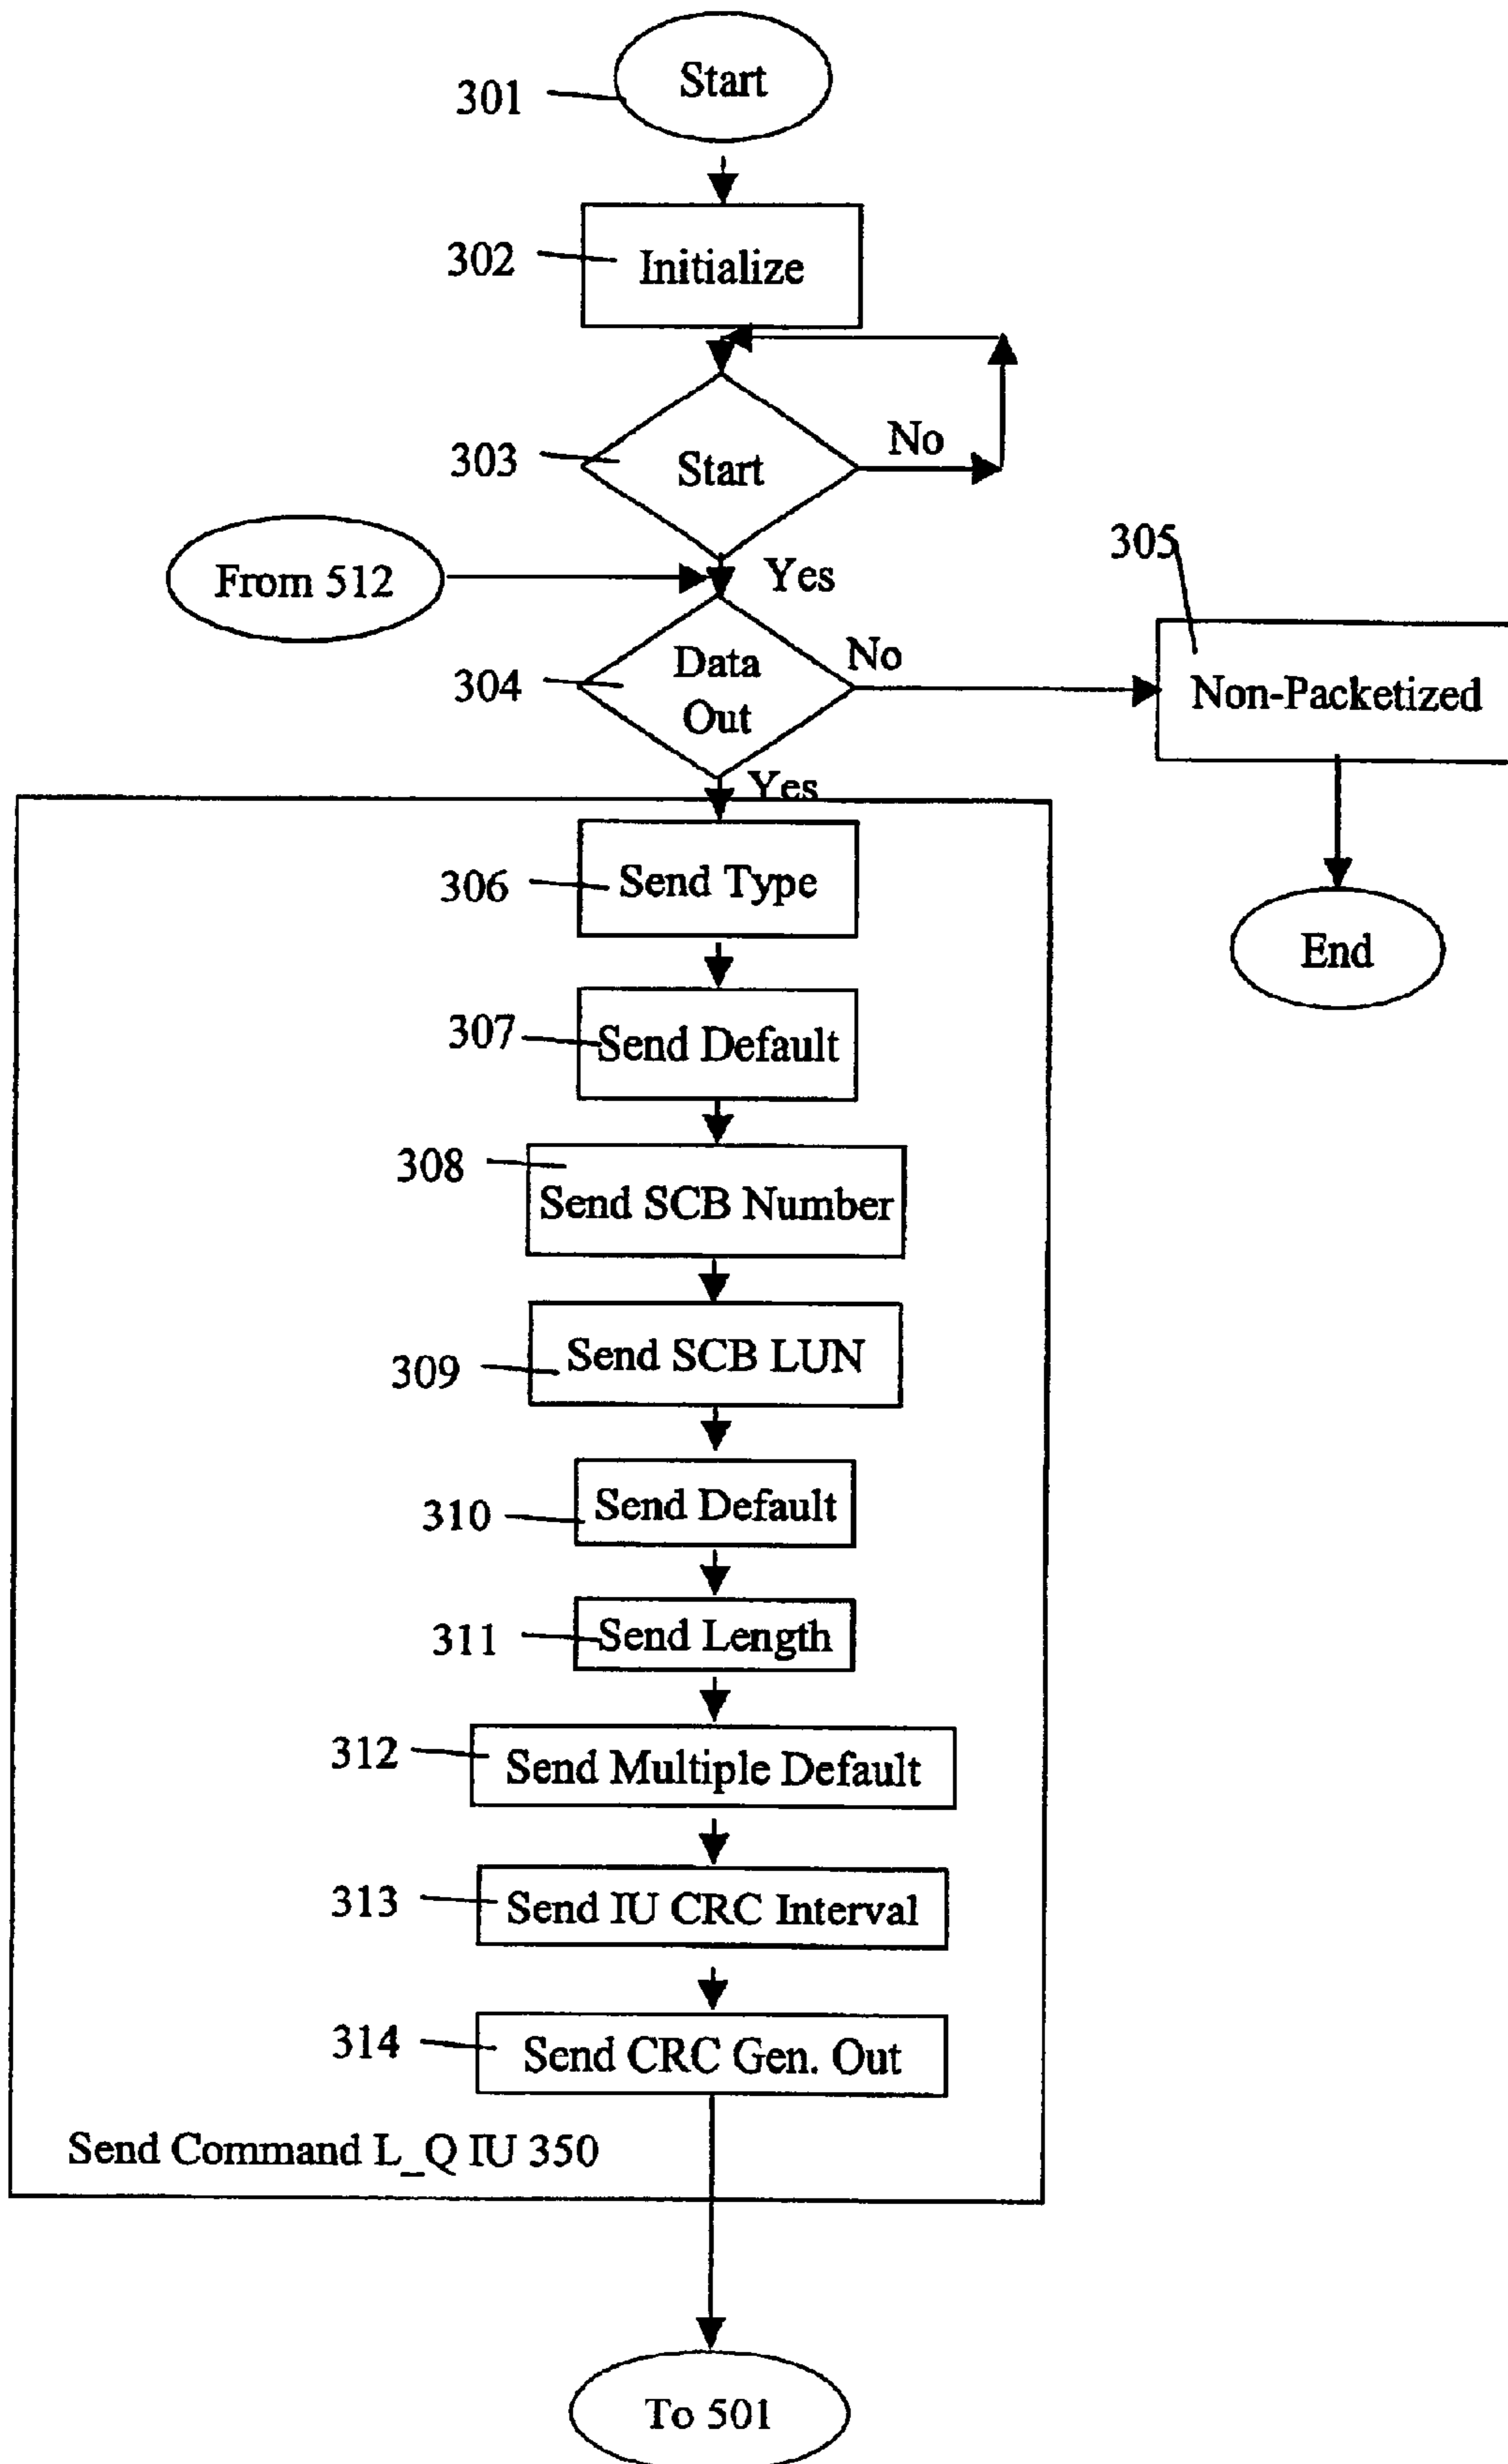 301
Start
302
Initialize
303
Start
No
From 512
Yes
305
304
Data
Out
No
Non-Packetized
Yes
306
Send Type
End
307
Send Default
308
Send SCB Number
309
Send SCB LUN
310
Send Default
311
Send Length
312
Send Multiple Default
313
Send IU CRC Interval
314
Send CRC Gen. Out
Send Command L_Q IU 350
To 501